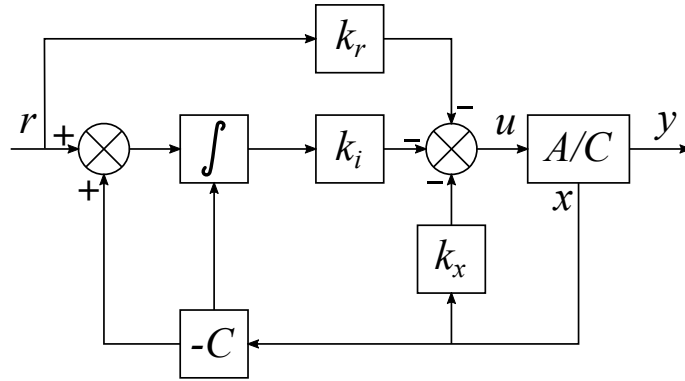 k_r
r + ∫ k_i − − u A/C y
+ − x
k_x
-C